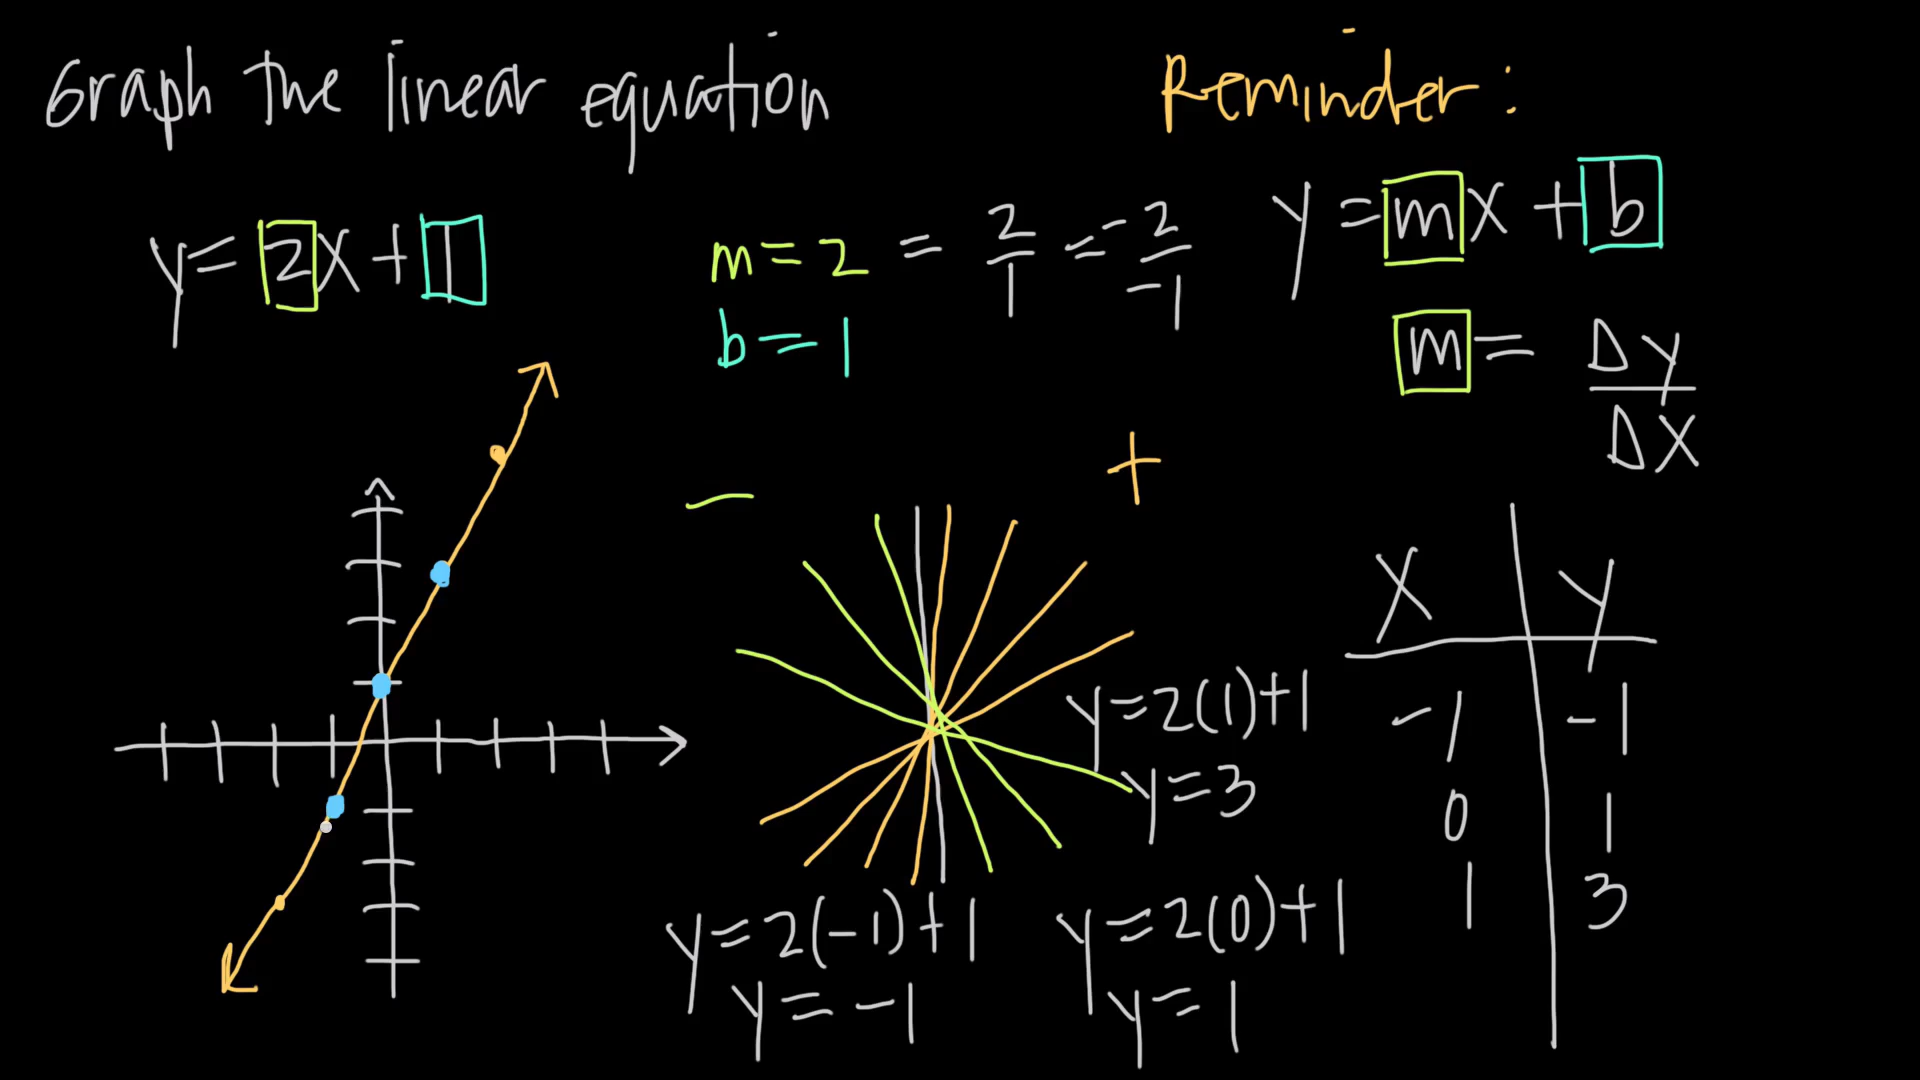 Graph the linear equation
y = 2x + 1
m = 2 = 2/1 = -2/-1
b = 1
Reminder:
y = mx + b
m = Δy/Δx
− +
y = 2(1) + 1
y = 3
y = 2(-1) + 1
y = -1
y = 2(0) + 1
y = 1
X Y
-1 -1
0 1
1 3